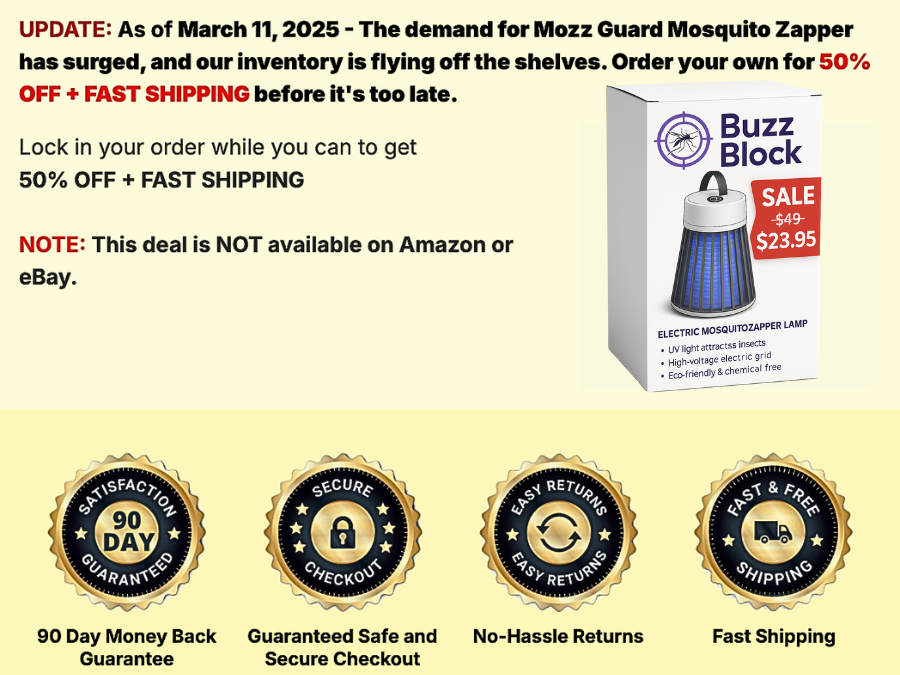 UPDATE: As of March 11, 2025 - The demand for Mozz Guard Mosquito Zapper
has surged, and our inventory is flying off the shelves. Order your own for 50%
OFF + FAST SHIPPING before it's too late.
Lock in your order while you can to get
50% OFF + FAST SHIPPING
NOTE: This deal is NOT available on Amazon or
eBay.
Buzz
Block
SALE
$49
$23.95
ELECTRIC MOSQUITOZAPPER LAMP
• UV light attractss insects
• High-voltage electric grid
• Eco-friendly & chemical free
SATISFACTION
90
DAY
GUARANTEED
SECURE
CHECKOUT
EASY RETURNS
EASY RETURNS
FAST & FREE
SHIPPING
90 Day Money Back
Guarantee
Guaranteed Safe and
Secure Checkout
No-Hassle Returns
Fast Shipping